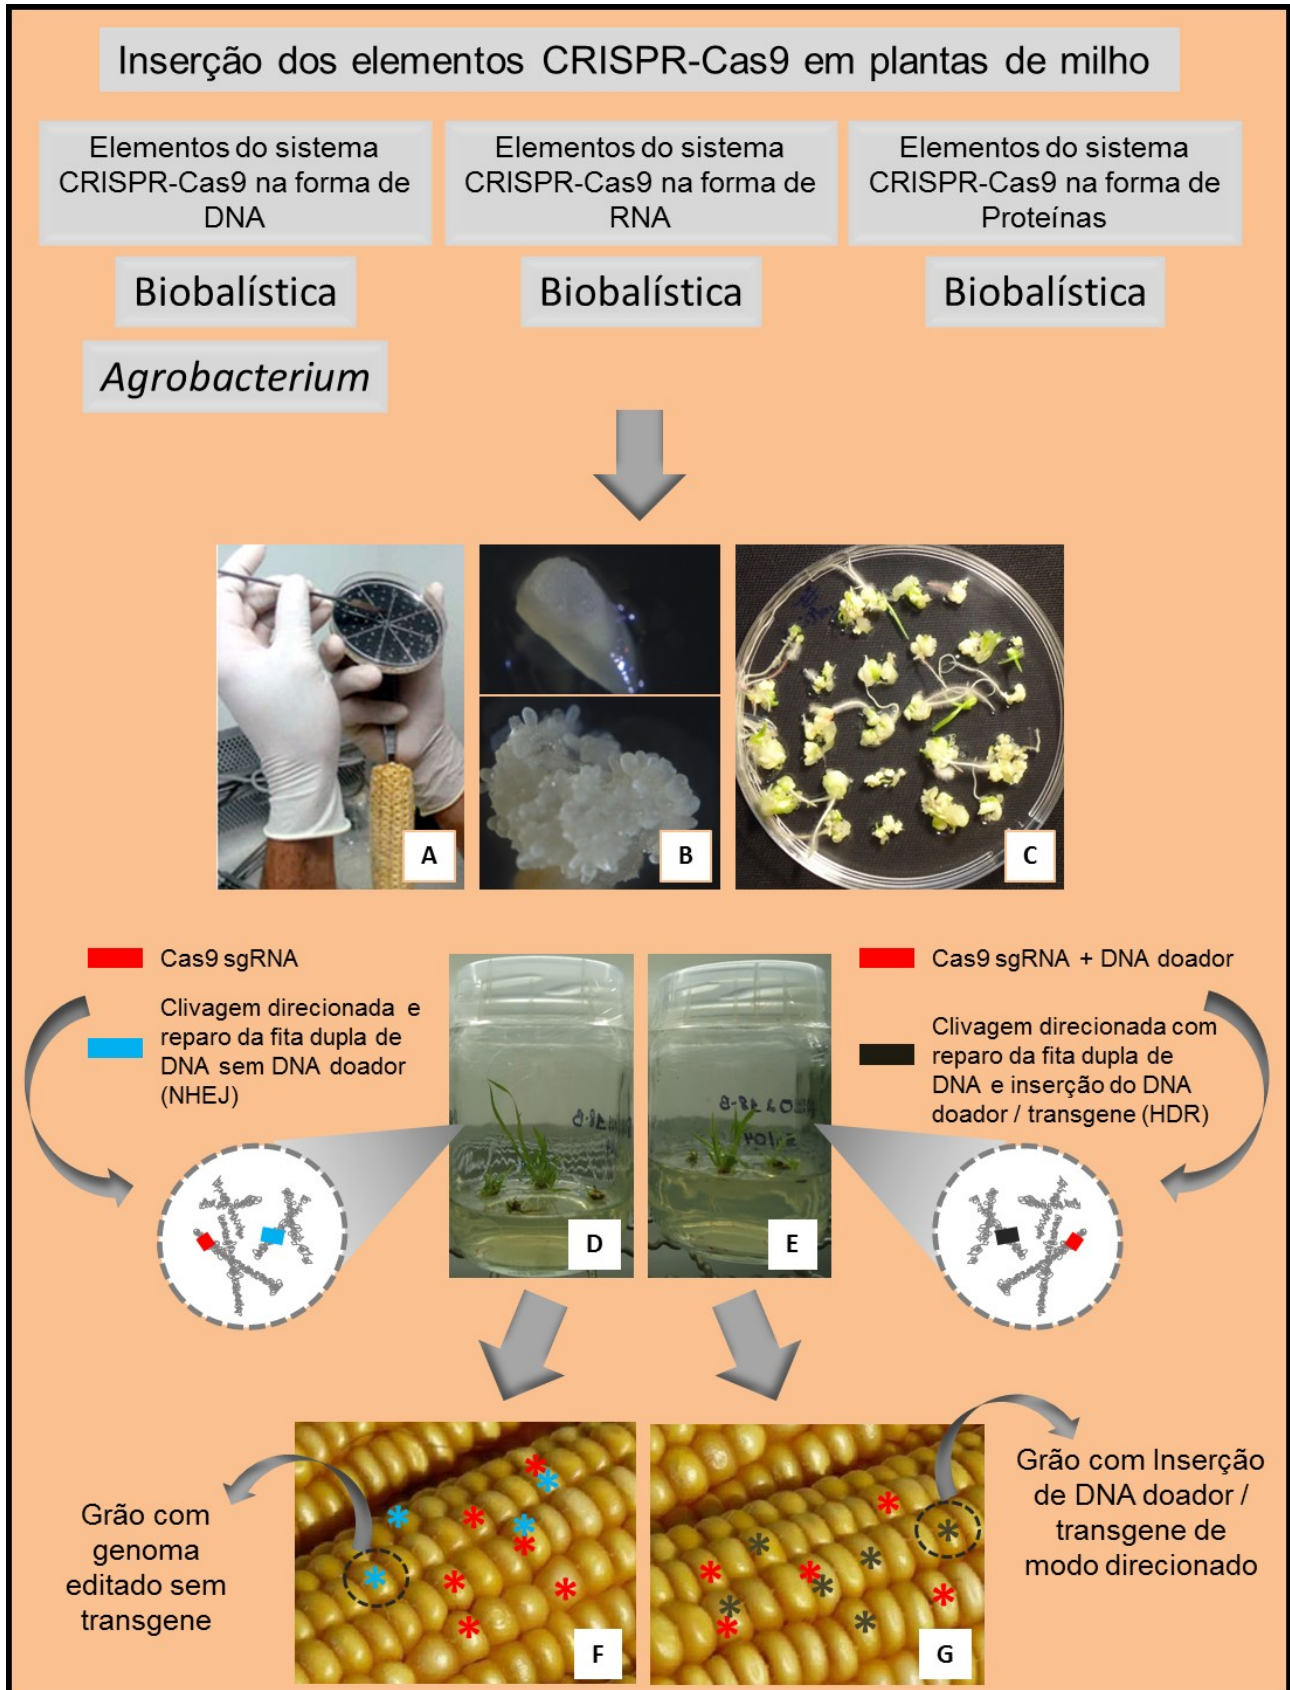 Inserção dos elementos CRISPR-Cas9 em plantas de milho
Elementos do sistema
CRISPR-Cas9 na forma de
DNA
Elementos do sistema
CRISPR-Cas9 na forma de
RNA
Elementos do sistema
CRISPR-Cas9 na forma de
Proteínas
Biobalística
Biobalística
Biobalística
Agrobacterium
A
B
C
Cas9 sgRNA
Clivagem direcionada e
reparo da fita dupla de
DNA sem DNA doador
(NHEJ)
Cas9 sgRNA + DNA doador
Clivagem direcionada com
reparo da fita dupla de
DNA e inserção do DNA
doador / transgene (HDR)
D
E
Grão com
genoma
editado sem
transgene
F
G
Grão com Inserção
de DNA doador /
transgene de
modo direcionado